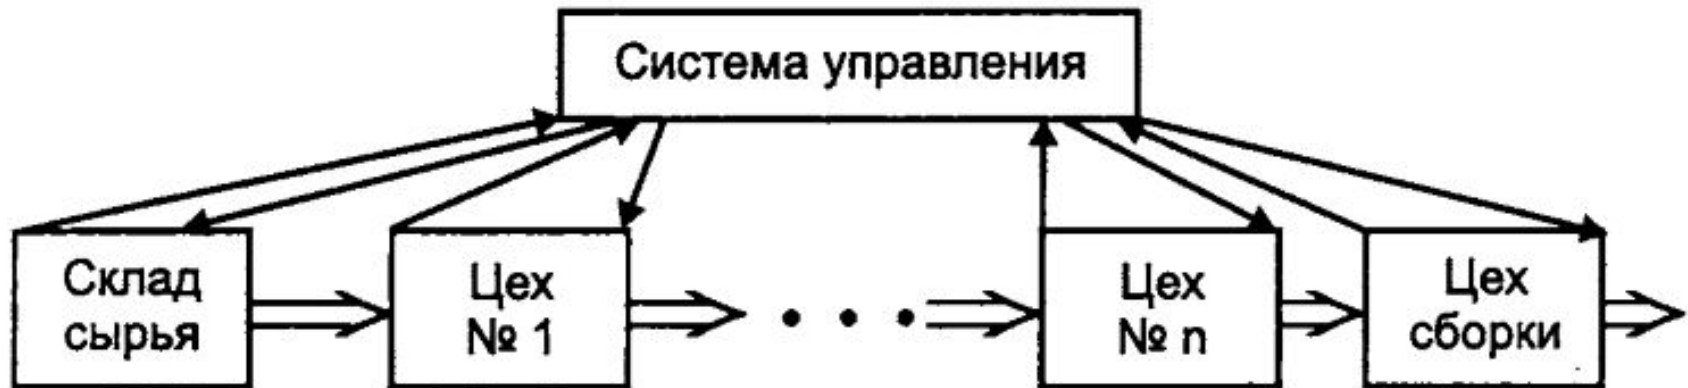 Система управления
Склад
сырья
Цех
№ 1
• • •
Цех
№ n
Цех
сборки